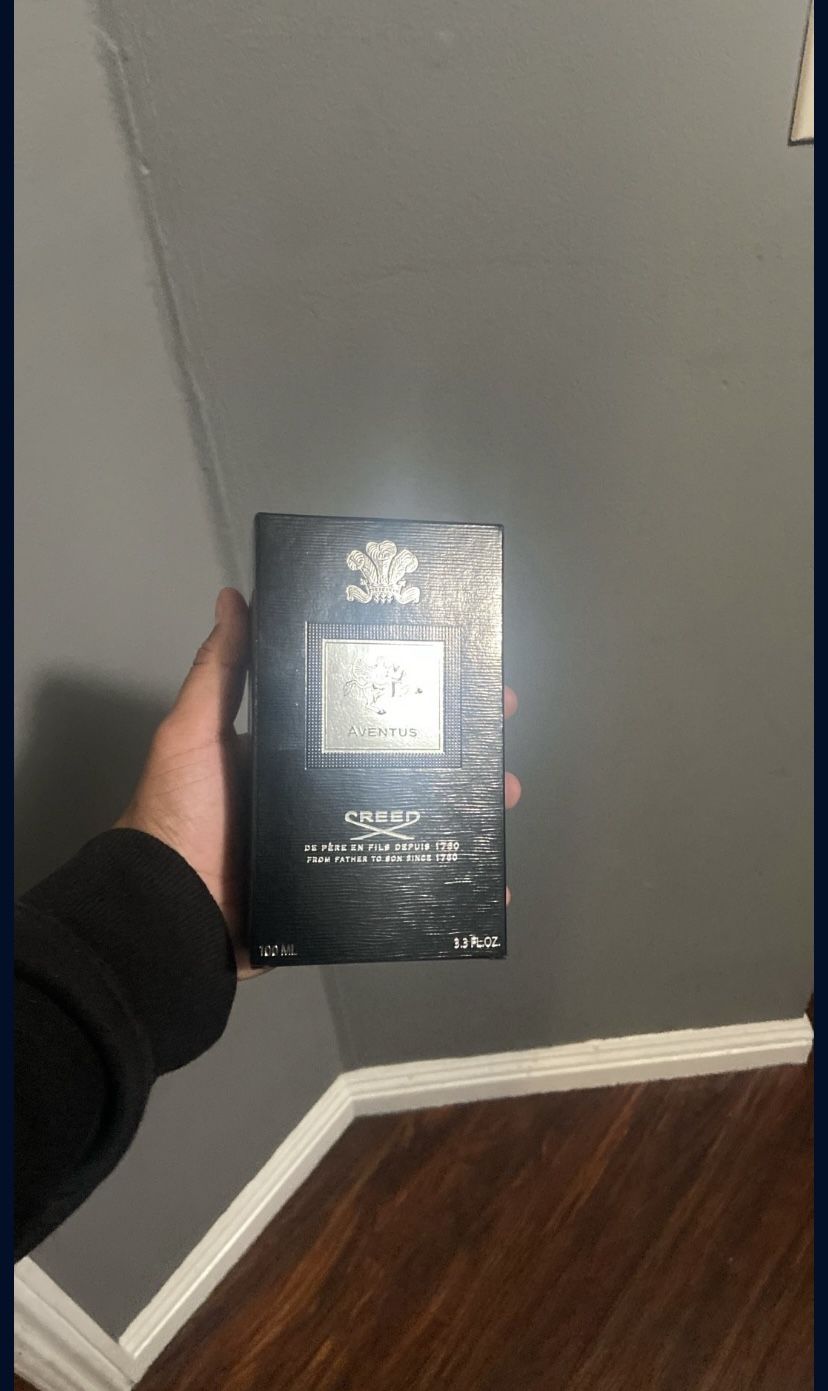 AVENTUS
CREED
DE PÈRE EN FILS DEPUIS 1760
FROM FATHER TO SON SINCE 1760
100 ML
3.3 FL.OZ.